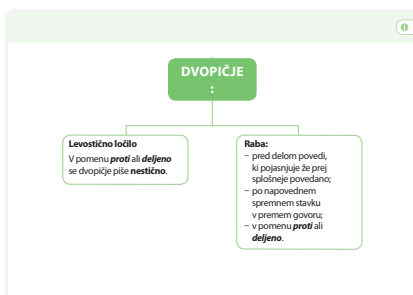 DVOPIČJE
:
Levostično ločilo
V pomenu proti ali deljeno
se dvopičje piše nestično.
Raba:
– pred delom povedi,
ki pojasnjuje že prej
splošneje povedano;
– po napovednem
spremnem stavku
v premem govoru;
– v pomenu proti ali
deljeno.